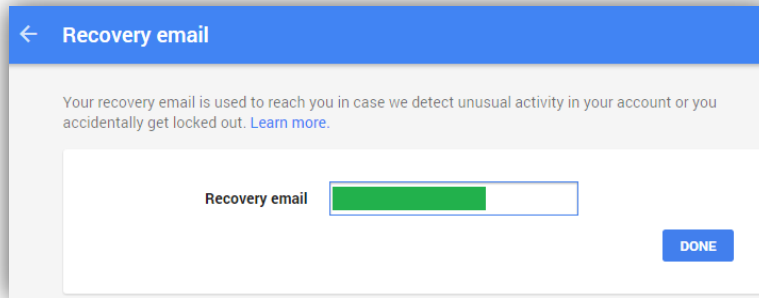 Recovery email
Your recovery email is used to reach you in case we detect unusual activity in your account or you
accidentally get locked out. Learn more.
Recovery email
DONE